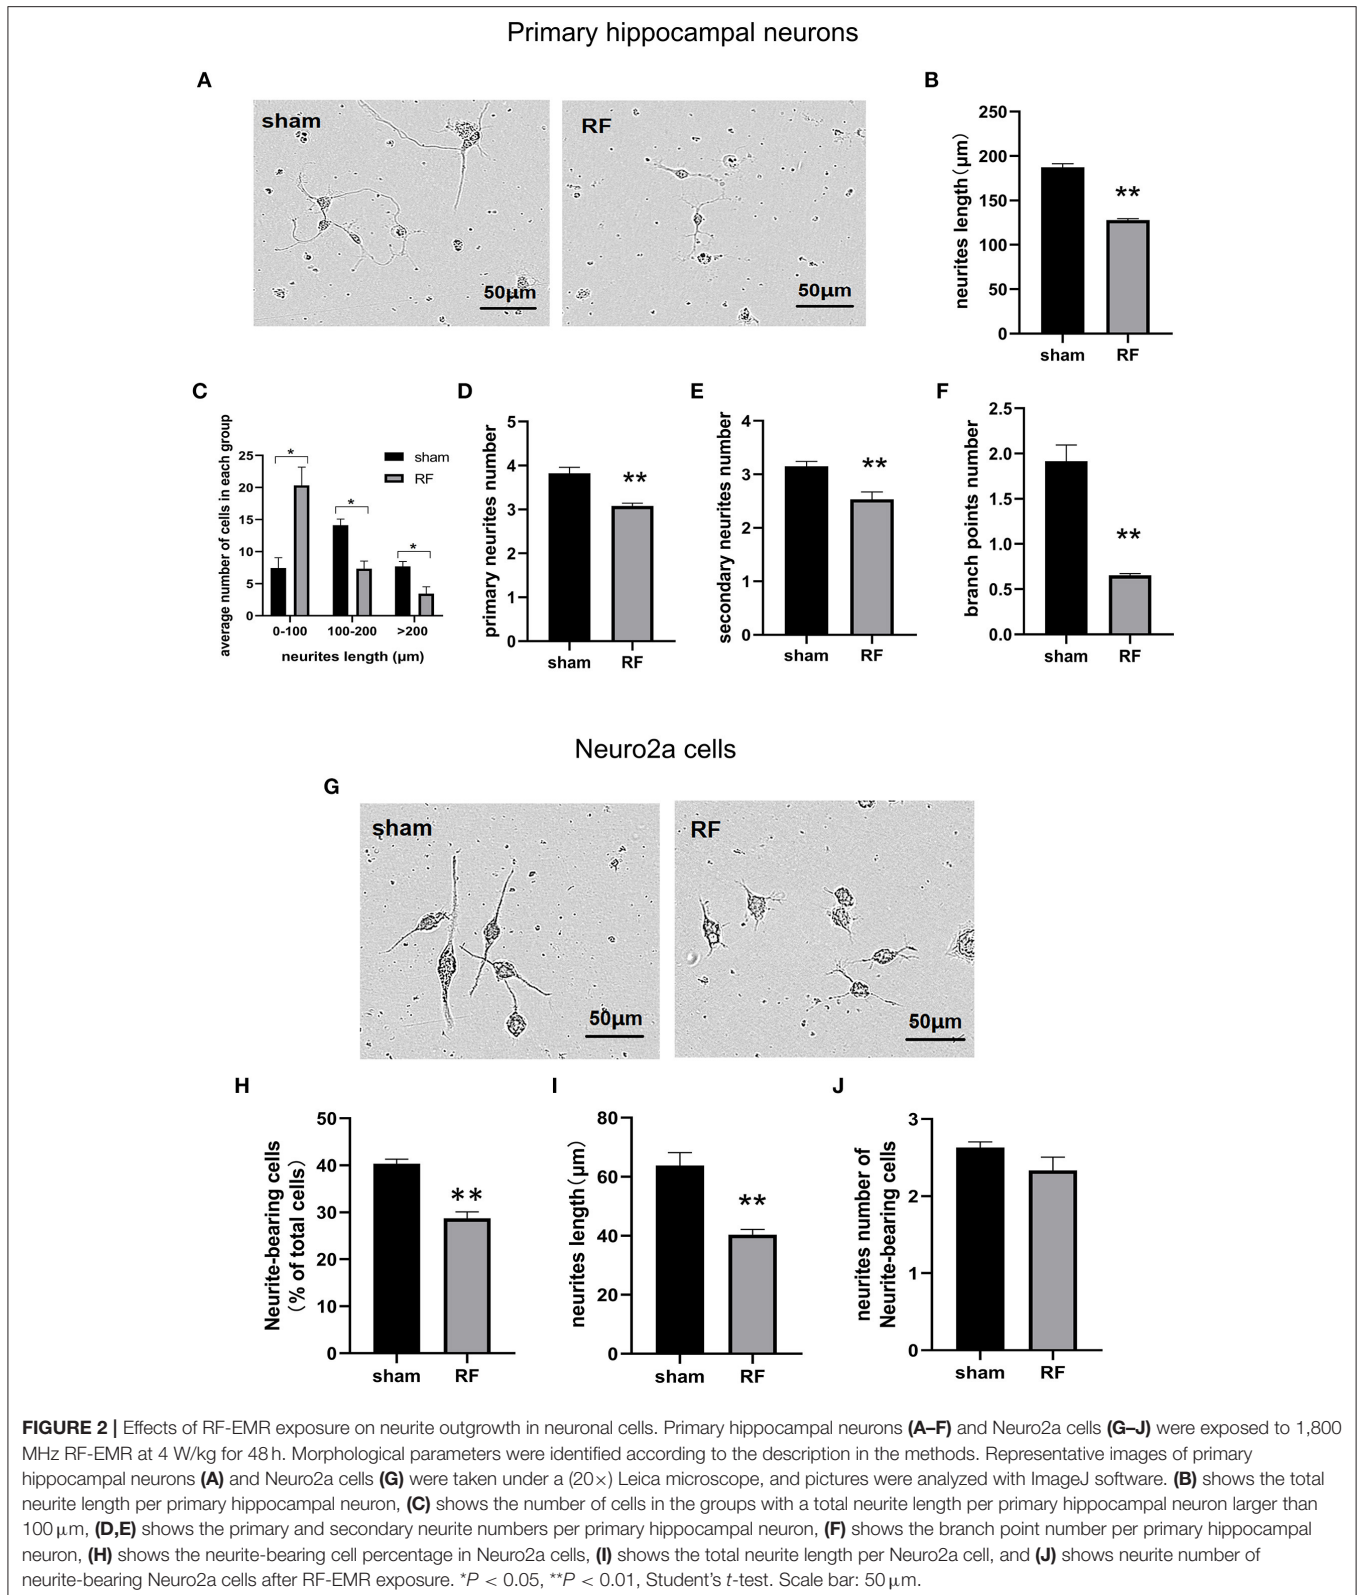 Primary hippocampal neurons
A
sham
50µm
RF
50µm
B
neurites length(µm)
250
200
150
100
50
0
**
sham
RF
C
average number of cells in each group
25
20
15
10
5
0
*
*
*
sham
RF
0-100
100-200
>200
neurites length (µm)
D
primary neurites number
5
4
3
2
1
0
**
sham
RF
E
secondary neurites number
4
3
2
1
0
**
sham
RF
F
branch points number
2.5
2.0
1.5
1.0
0.5
0.0
**
sham
RF
Neuro2a cells
G
sham
50µm
RF
50µm
H
Neurite-bearing cells
(% of total cells)
50
40
30
20
10
0
**
sham
RF
I
neurites length(µm)
80
60
40
20
0
**
sham
RF
J
neurites number of
Neurite-bearing cells
3
2
1
0
sham
RF
FIGURE 2 | Effects of RF-EMR exposure on neurite outgrowth in neuronal cells. Primary hippocampal neurons (A–F) and Neuro2a cells (G–J) were exposed to 1,800
MHz RF-EMR at 4 W/kg for 48 h. Morphological parameters were identified according to the description in the methods. Representative images of primary
hippocampal neurons (A) and Neuro2a cells (G) were taken under a (20×) Leica microscope, and pictures were analyzed with ImageJ software. (B) shows the total
neurite length per primary hippocampal neuron, (C) shows the number of cells in the groups with a total neurite length per primary hippocampal neuron larger than
100 µm, (D,E) shows the primary and secondary neurite numbers per primary hippocampal neuron, (F) shows the branch point number per primary hippocampal
neuron, (H) shows the neurite-bearing cell percentage in Neuro2a cells, (I) shows the total neurite length per Neuro2a cell, and (J) shows neurite number of
neurite-bearing Neuro2a cells after RF-EMR exposure. *P < 0.05, **P < 0.01, Student's t-test. Scale bar: 50 µm.